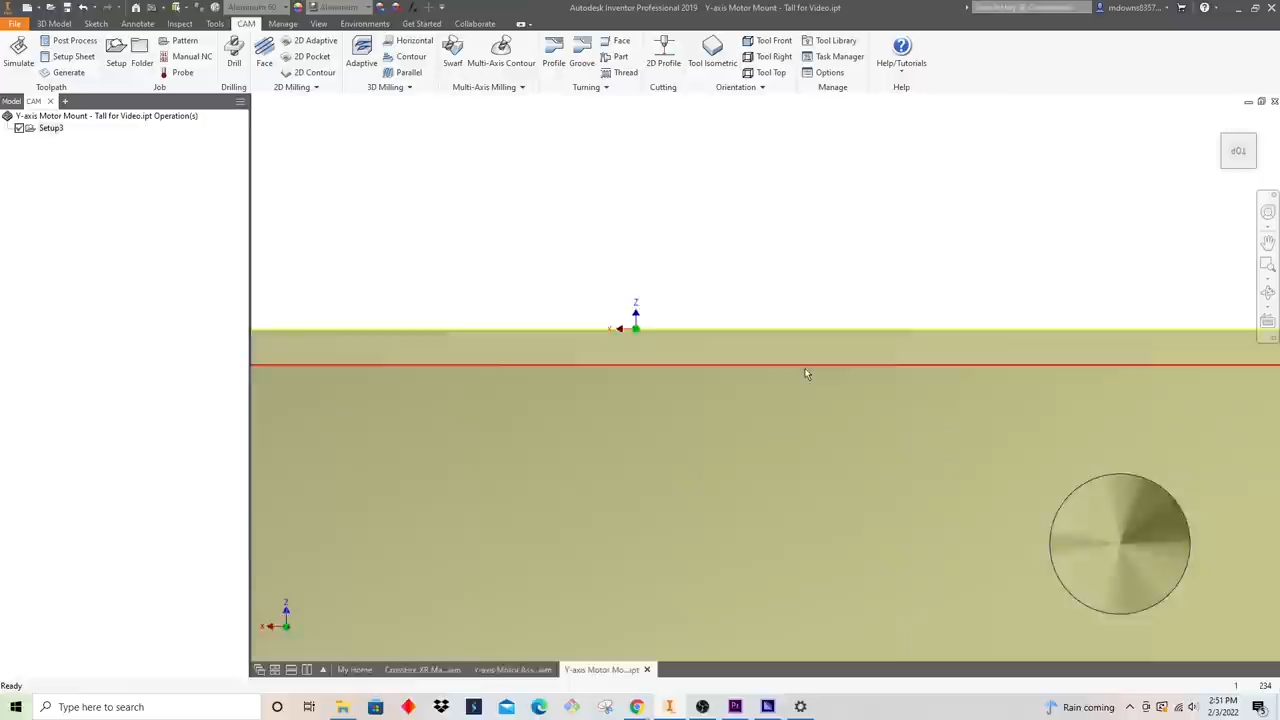 Autodesk Inventor Professional 2019 Y-axis Motor Mount - Tall for Video.ipt
mdowns8357...
File 3D Model Sketch Annotate Inspect Tools CAM Manage View Environments Get Started Collaborate
Simulate Post Process Setup Sheet Generate
Toolpath
Setup Folder Pattern Manual NC Probe
Job
Drill
Drilling
Face 2D Adaptive 2D Pocket 2D Contour
2D Milling
Adaptive Horizontal Contour Parallel
3D Milling
Swarf Multi-Axis Contour
Multi-Axis Milling
Profile Groove Face Part Thread
Turning
2D Profile
Cutting
Tool Isometric Tool Front Tool Right Tool Top
Orientation
Tool Library Task Manager Options
Manage
Help/Tutorials
Help
Model CAM
Y-axis Motor Mount - Tall for Video.ipt Operation(s)
Setup3
TOP
Z
X
Z
X
My Home
Y-axis Motor Mo...ipt
Ready
1 234
Type here to search
Rain coming
2:51 PM
2/3/2022